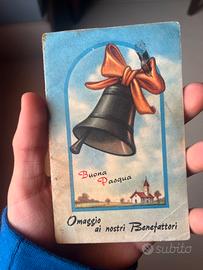 Buona
Pasqua
Omaggio
ai nostri Benefattori
subito